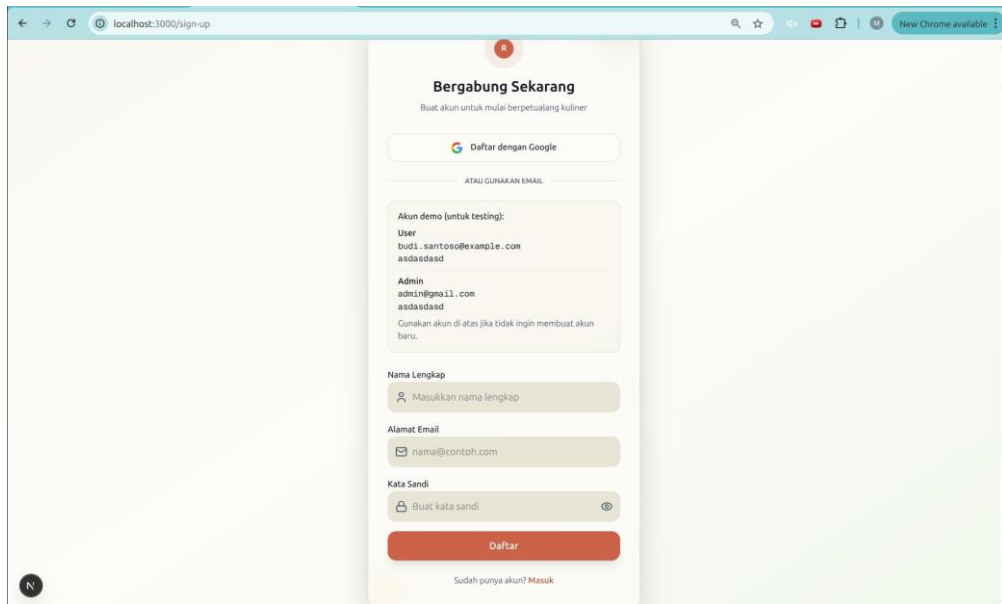 localhost:3000/sign-up
M
New Chrome available
R
Bergabung Sekarang
Buat akun untuk mulai berpetualang kuliner
G Daftar dengan Google
ATAU GUNAKAN EMAIL
Akun demo (untuk testing):
User
budi.santoso@example.com
asdasdasd
Admin
admin@gmail.com
asdasdasd
Gunakan akun di atas jika tidak ingin membuat akun
baru.
Nama Lengkap
Masukkan nama lengkap
Alamat Email
nama@contoh.com
Kata Sandi
Buat kata sandi
Daftar
Sudah punya akun? Masuk
N